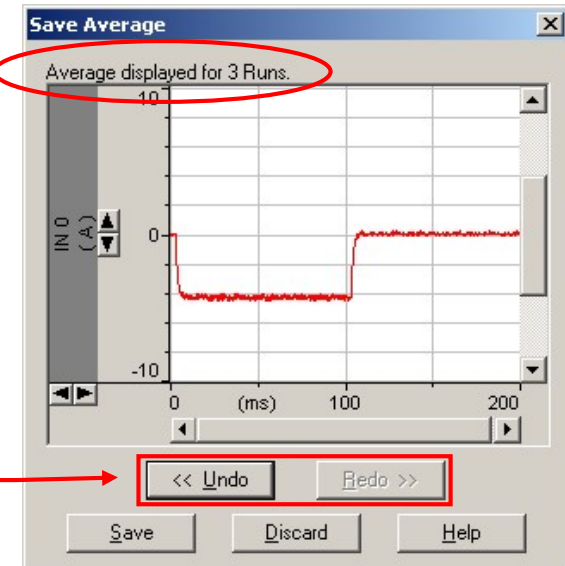 Save Average
Average displayed for 3 Runs.
10
IN 0
(A)
0
-10
0 (ms) 100 200
<< Undo Redo >>
Save Discard Help